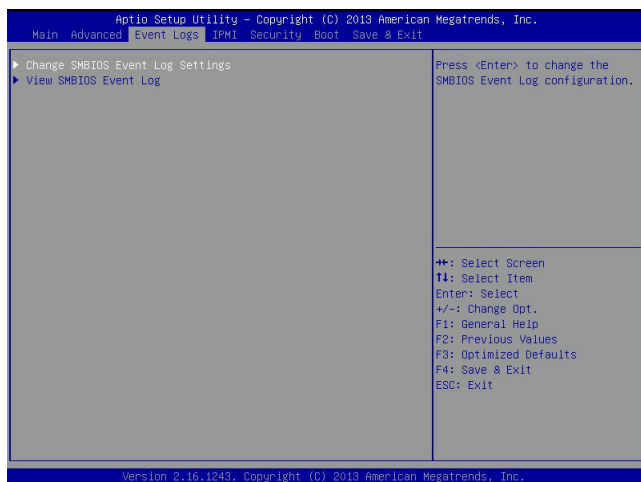 Aptio Setup Utility – Copyright (C) 2013 American Megatrends, Inc.
Main Advanced Event Logs IPMI Security Boot Save & Exit
▶ Change SMBIOS Event Log Settings
▶ View SMBIOS Event Log
Press <Enter> to change the
SMBIOS Event Log configuration.
→←: Select Screen
↑↓: Select Item
Enter: Select
+/-: Change Opt.
F1: General Help
F2: Previous Values
F3: Optimized Defaults
F4: Save & Exit
ESC: Exit
Version 2.16.1243. Copyright (C) 2013 American Megatrends, Inc.